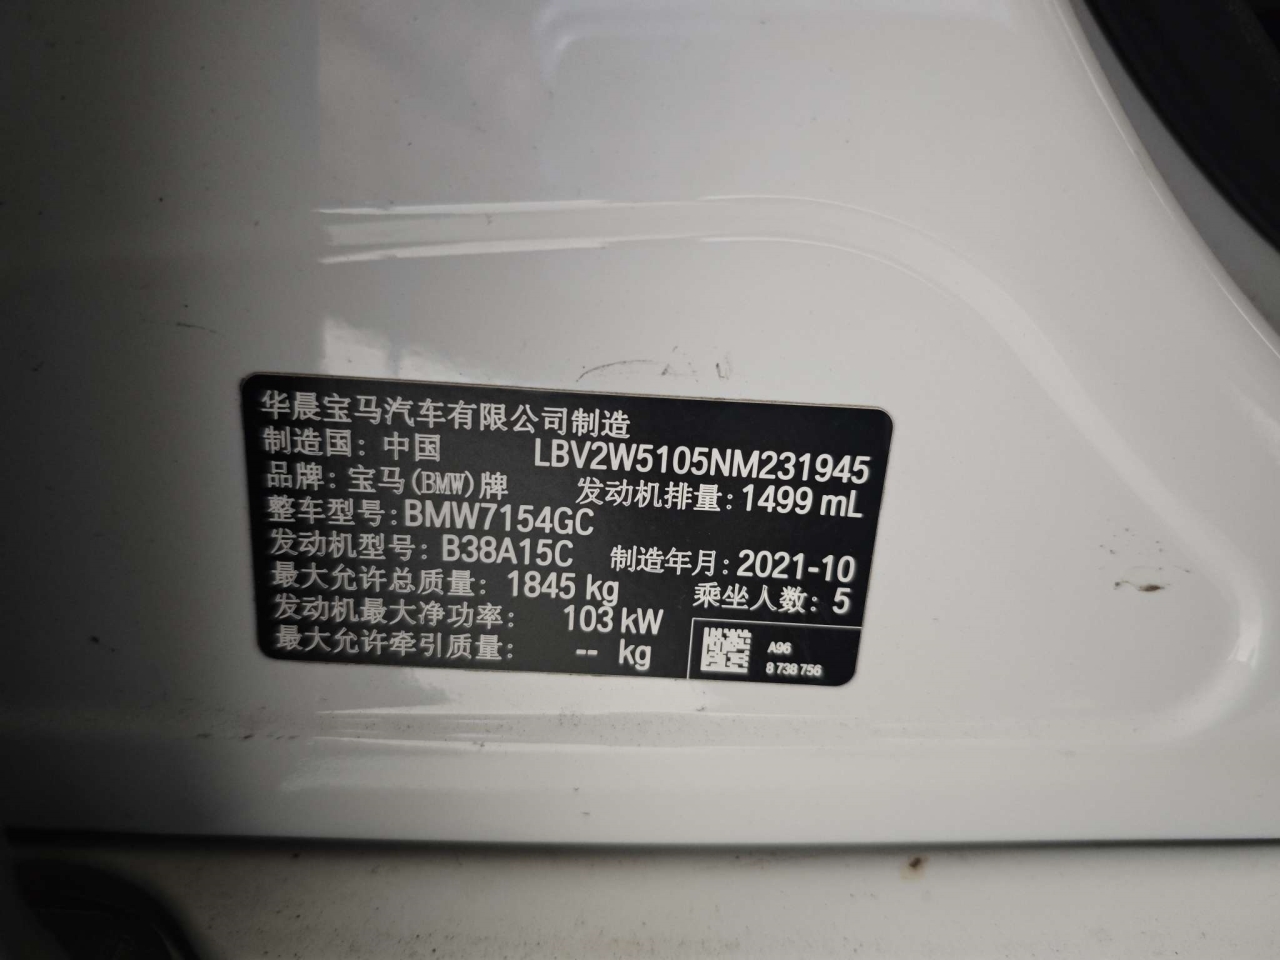 华晨宝马汽车有限公司制造
制造国: 中国 LBV2W5105NM231945
品牌: 宝马(BMW)牌 发动机排量: 1499 mL
整车型号: BMW7154GC
发动机型号: B38A15C 制造年月: 2021-10
最大允许总质量: 1845 kg 乘坐人数: 5
发动机最大净功率: 103 kW
最大允许牵引质量: -- kg
A96
8 738 756